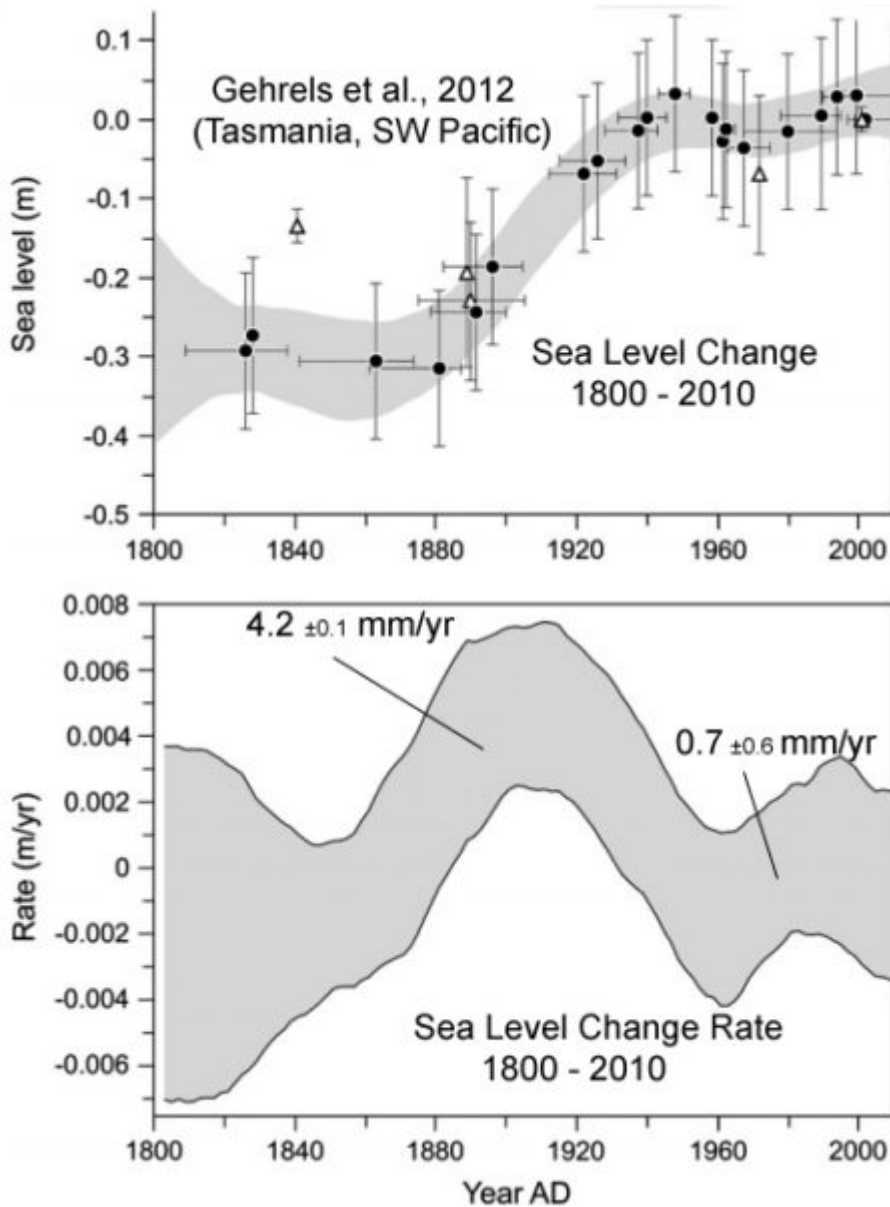 0.1
Gehrels et al., 2012
(Tasmania, SW Pacific)
0.0
-0.1
-0.2
-0.3
-0.4
-0.5
Sea level (m)
Sea Level Change
1800 - 2010
1800
1840
1880
1920
1960
2000
0.008
0.006
0.004
0.002
0
-0.002
-0.004
-0.006
Rate (m/yr)
4.2 ±0.1 mm/yr
0.7 ±0.6 mm/yr
Sea Level Change Rate
1800 - 2010
1800
1840
1880
1920
1960
2000
Year AD